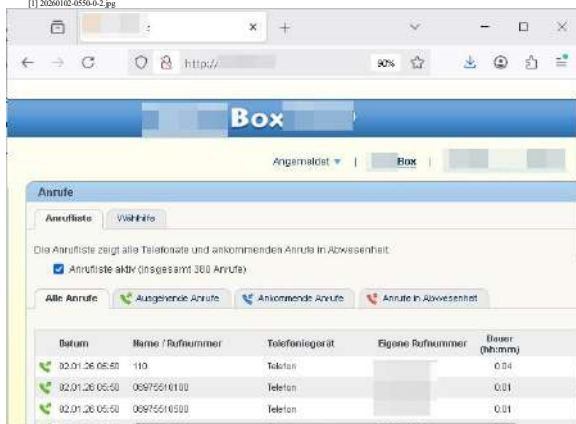 [1] 20260102-0550-0-2.jpg
http://
90%
Box
Angemeldet | Box |
Anrufe
Anrufliste Wählhilfe
Die Anrufliste zeigt alle Telefonate und ankommenden Anrufe in Abwesenheit.
Anrufliste aktiv (insgesamt 380 Anrufe)
Alle Anrufe Ausgehende Anrufe Ankommende Anrufe Anrufe in Abwesenheit
Datum Name / Rufnummer Telefoniegerät Eigene Rufnummer Dauer (hh:mm)
02.01.26 05:50 110 Telefon 0:04
02.01.26 05:50 Telefon 0:01
02.01.26 05:50 Telefon 0:01